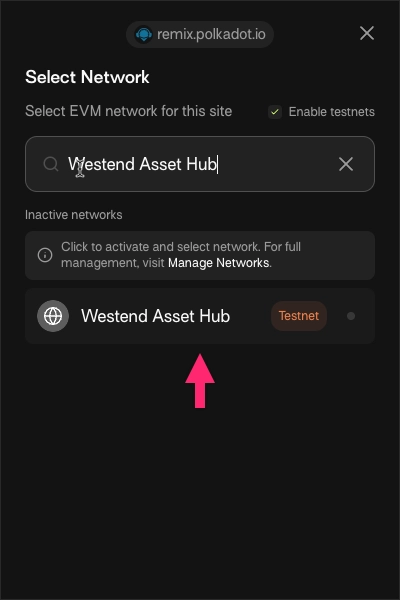 remix.polkadot.io
Select Network
Select EVM network for this site
Enable testnets
Westend Asset Hub
Inactive networks
Click to activate and select network. For full
management, visit Manage Networks.
Westend Asset Hub
Testnet